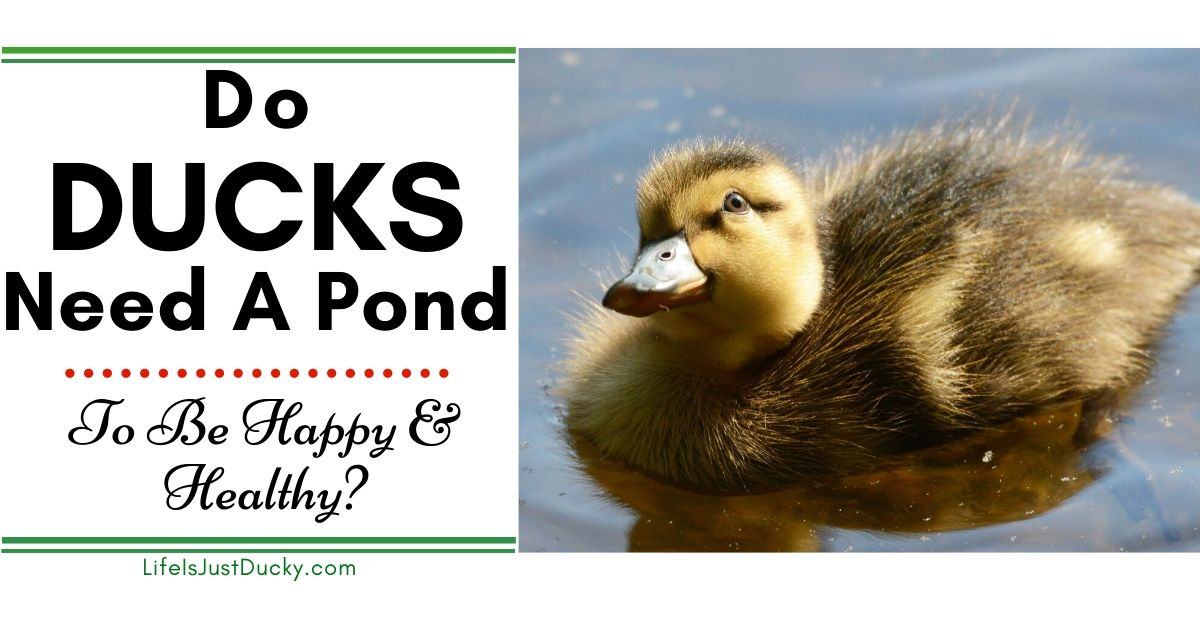 Do
DUCKS
Need A Pond
To Be Happy &
Healthy?
LifeIsJustDucky.com